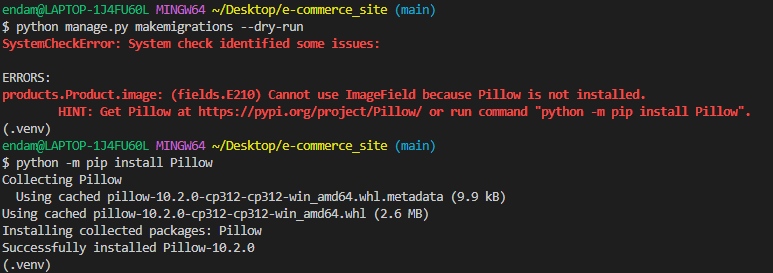 endam@LAPTOP-1J4FU60L MINGW64 ~/Desktop/e-commerce_site (main)
$ python manage.py makemigrations --dry-run
SystemCheckError: System check identified some issues:

ERRORS:
products.Product.image: (fields.E210) Cannot use ImageField because Pillow is not installed.
        HINT: Get Pillow at https://pypi.org/project/Pillow/ or run command "python -m pip install Pillow".
(.venv)
endam@LAPTOP-1J4FU60L MINGW64 ~/Desktop/e-commerce_site (main)
$ python -m pip install Pillow
Collecting Pillow
  Using cached pillow-10.2.0-cp312-cp312-win_amd64.whl.metadata (9.9 kB)
Using cached pillow-10.2.0-cp312-cp312-win_amd64.whl (2.6 MB)
Installing collected packages: Pillow
Successfully installed Pillow-10.2.0
(.venv)